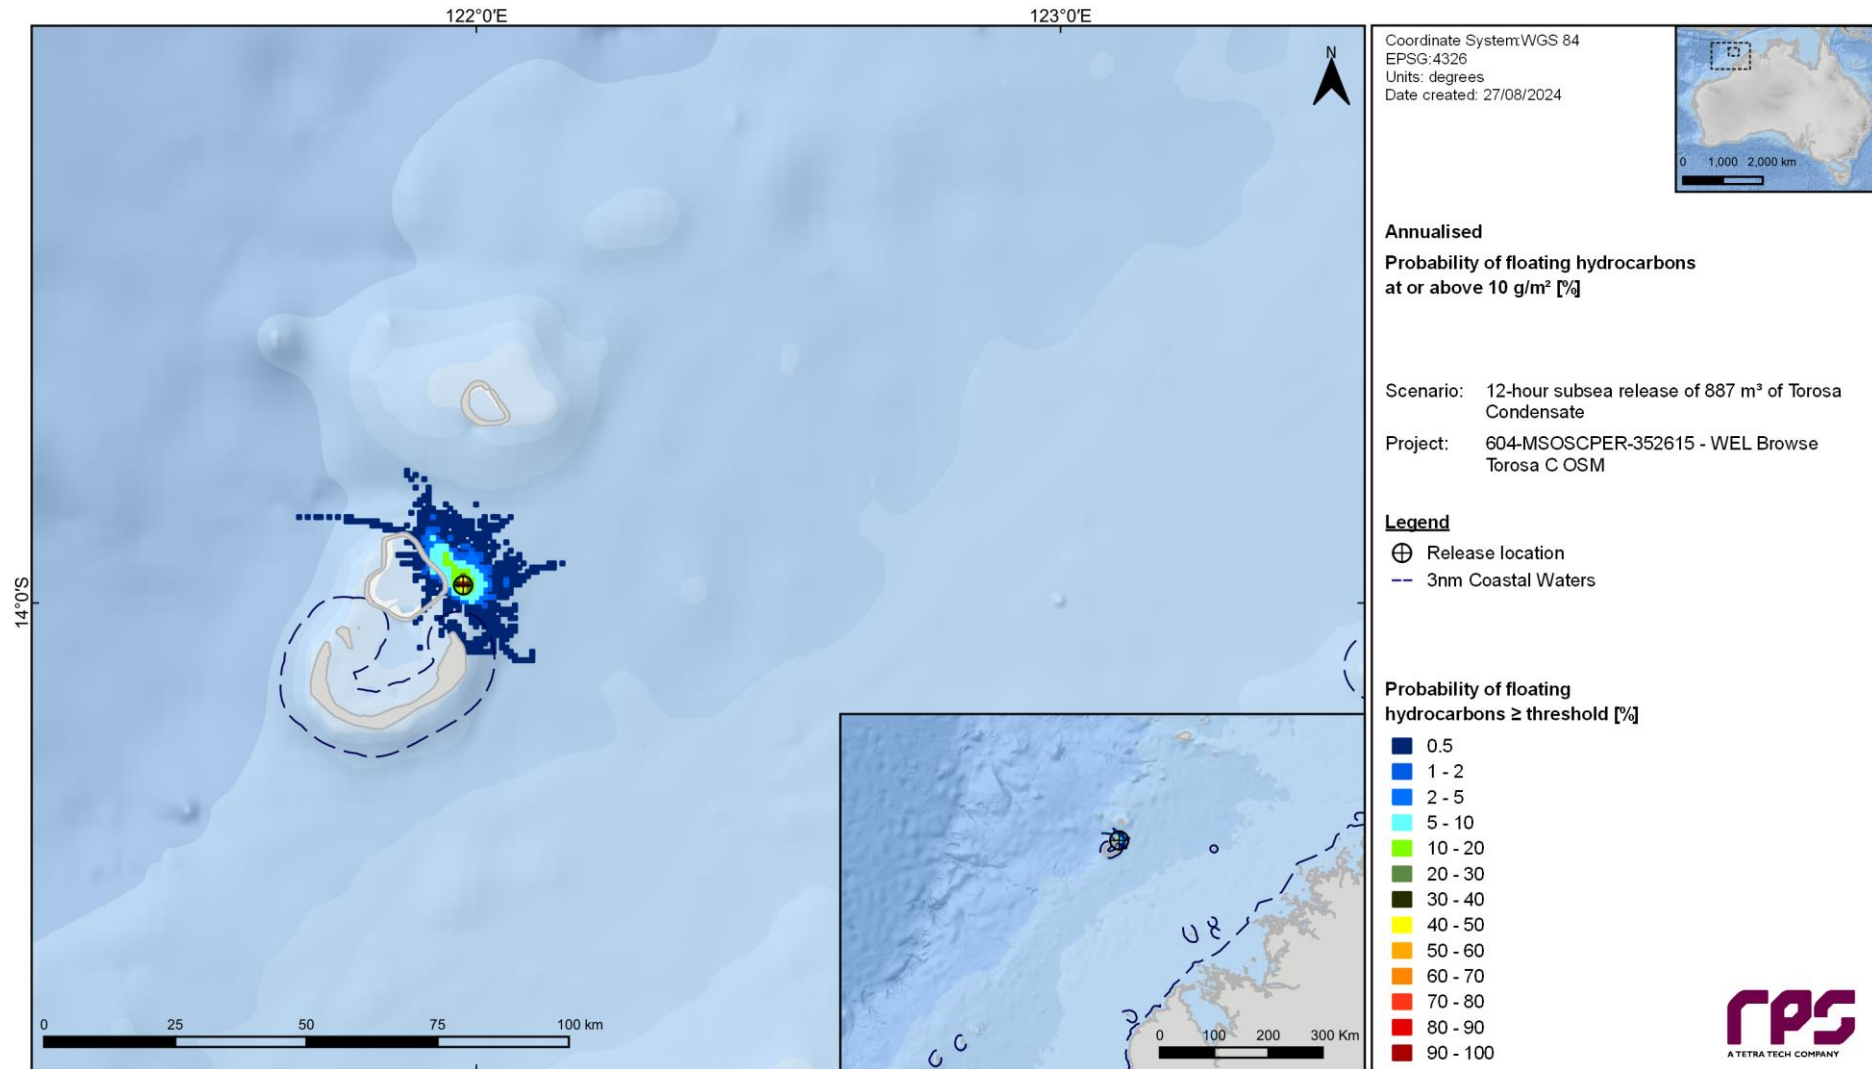 122°0'E
123°0'E
14°0'S
N
0 25 50 75 100 km
0 100 200 300 Km
Coordinate System:WGS 84
EPSG:4326
Units: degrees
Date created: 27/08/2024
0 1,000 2,000 km
Annualised
Probability of floating hydrocarbons
at or above 10 g/m² [%]
Scenario: 12-hour subsea release of 887 m³ of Torosa
Condensate
Project: 604-MSOSCPER-352615 - WEL Browse
Torosa C OSM
Legend
Release location
3nm Coastal Waters
Probability of floating
hydrocarbons ≥ threshold [%]
0.5
1 - 2
2 - 5
5 - 10
10 - 20
20 - 30
30 - 40
40 - 50
50 - 60
60 - 70
70 - 80
80 - 90
90 - 100
rps
A TETRA TECH COMPANY